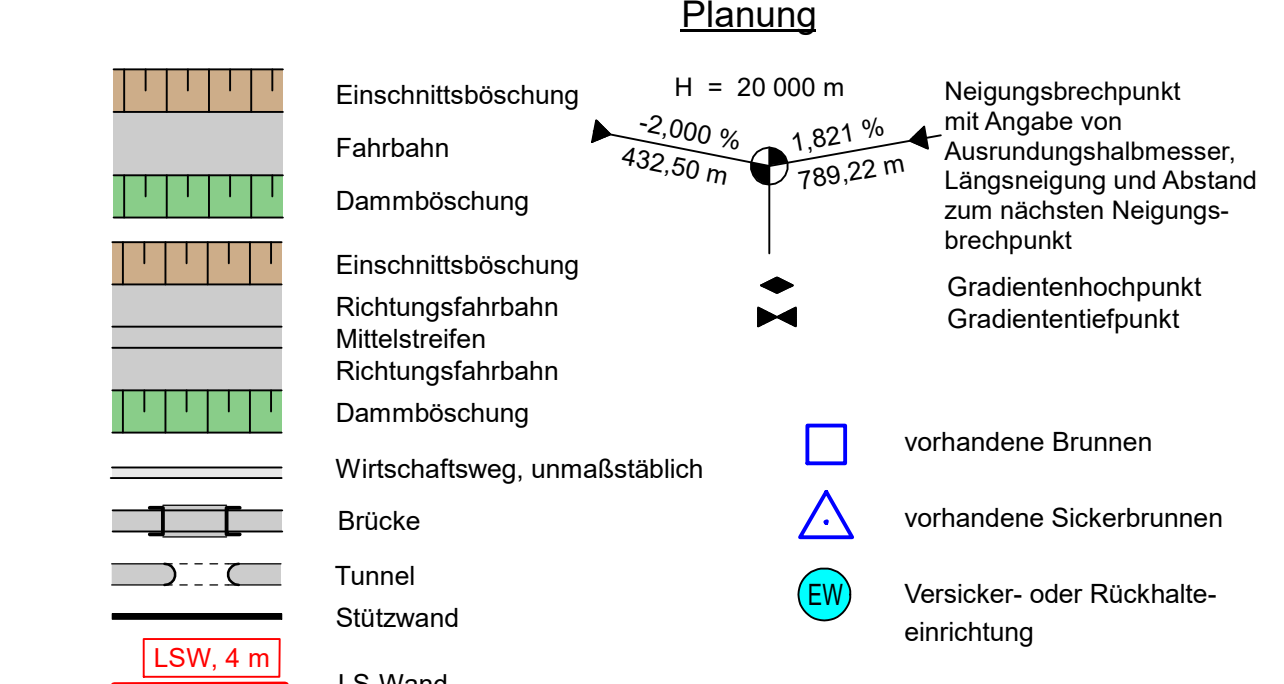 Planung
Einschnittsböschung
Fahrbahn
Dammböschung
Einschnittsböschung
Richtungsfahrbahn
Mittelstreifen
Richtungsfahrbahn
Dammböschung
Wirtschaftsweg, unmaßstäblich
Brücke
Tunnel
Stützwand
LSW, 4 m
LS-Wand
H = 20 000 m
-2,000 %
432,50 m
1,821 %
789,22 m
Neigungsbrechpunkt
mit Angabe von
Ausrundungshalbmesser,
Längsneigung und Abstand
zum nächsten Neigungs-
brechpunkt
Gradientenhochpunkt
Gradiententiefpunkt
vorhandene Brunnen
vorhandene Sickerbrunnen
EW
Versicker- oder Rückhalte-
einrichtung